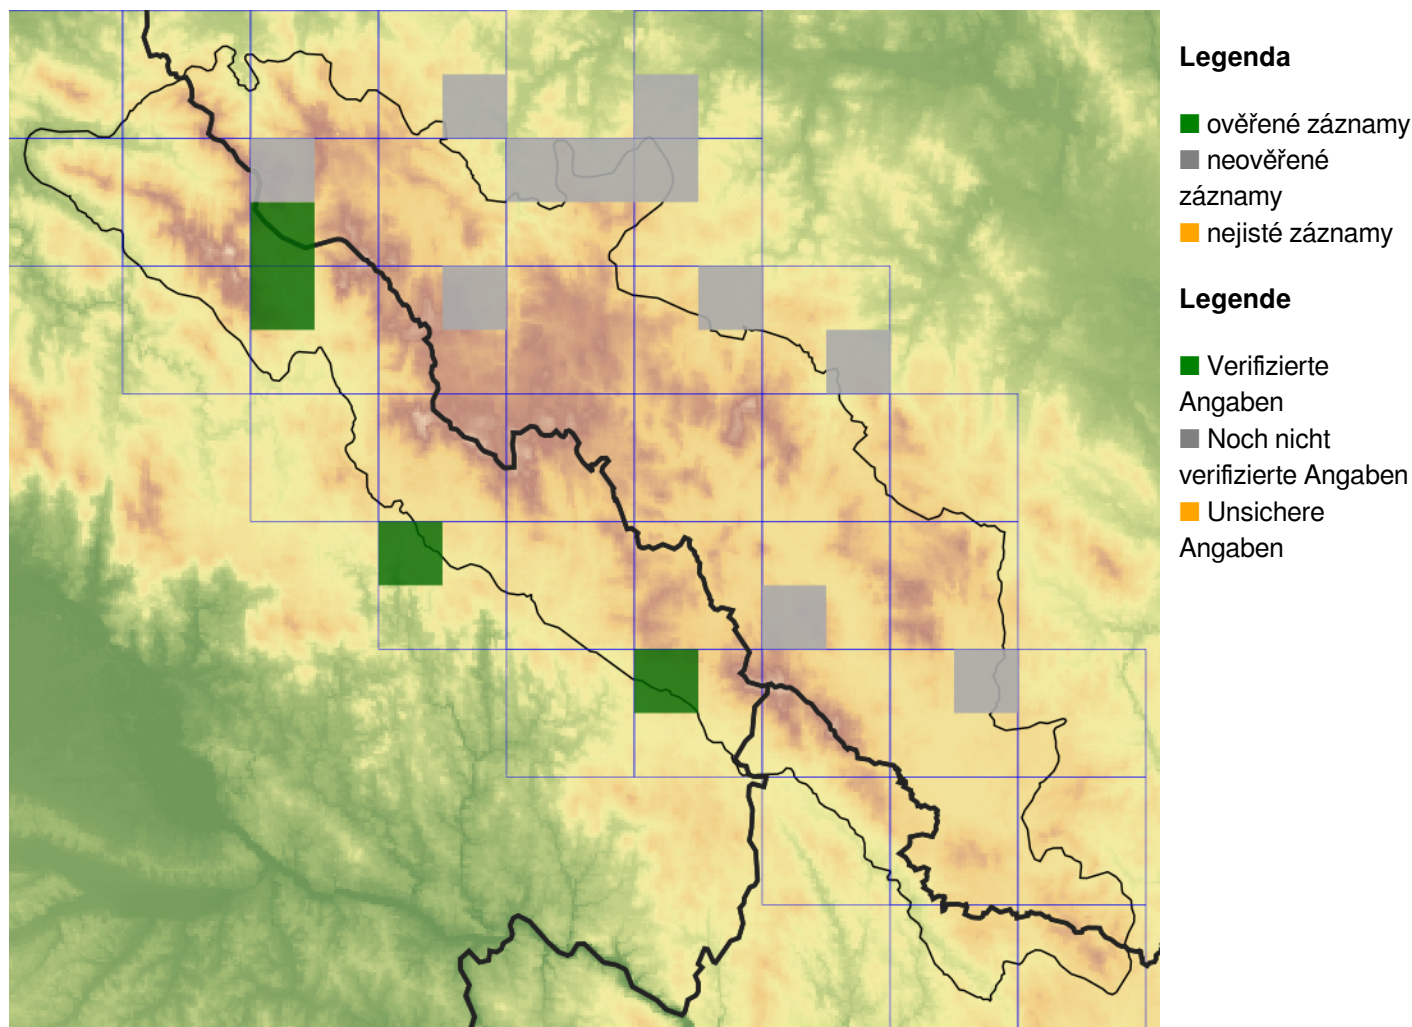 Legenda
ověřené záznamy
neověřené
záznamy
nejisté záznamy
Legende
Verifizierte
Angaben
Noch nicht
verifizierte Angaben
Unsichere
Angaben